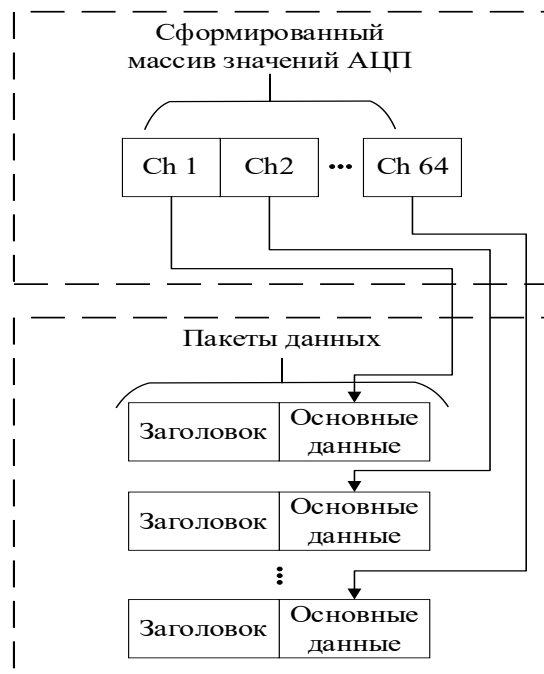 Сформированный
массив значений АЦП
Ch 1
Ch2
...
Ch 64
Пакеты данных
Заголовок
Основные
данные
Заголовок
Основные
данные
...
Заголовок
Основные
данные